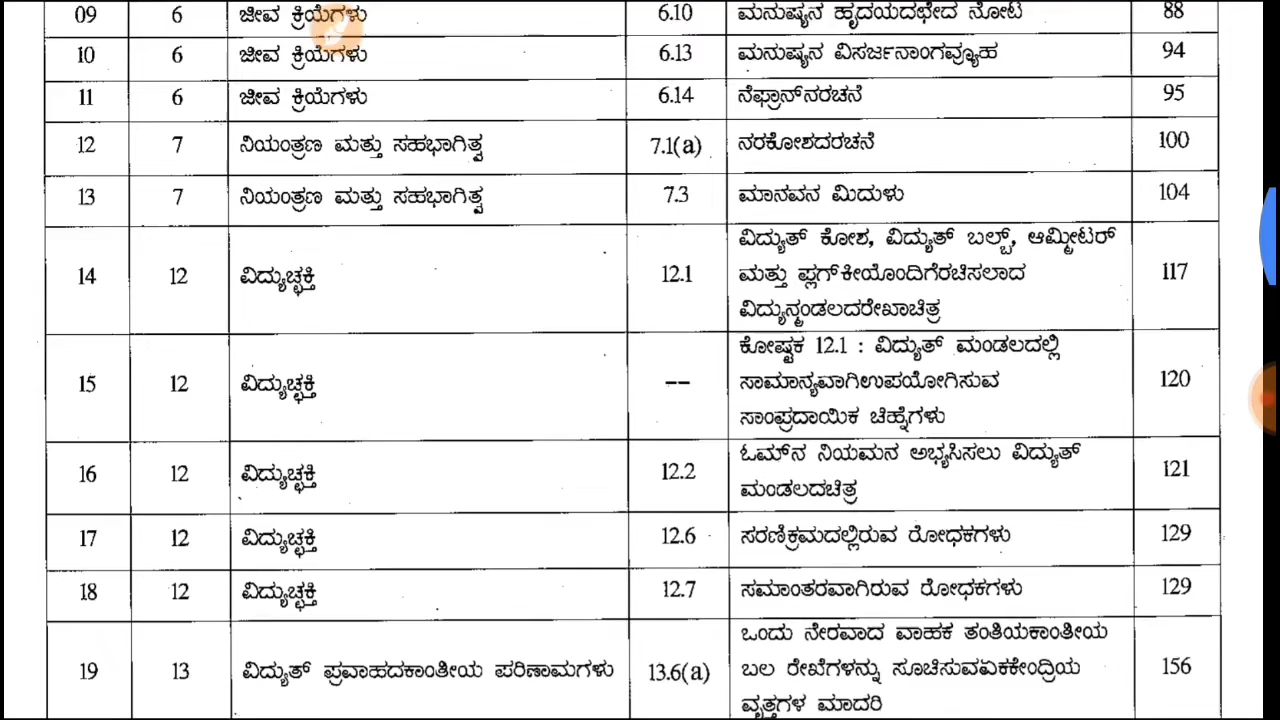 09 6 ಜೀವ ಕ್ರಿಯೆಗಳು 6.10 ಮನುಷ್ಯನ ಹೃದಯದಛೇದ ನೋಟ 88
10 6 ಜೀವ ಕ್ರಿಯೆಗಳು 6.13 ಮನುಷ್ಯನ ವಿಸರ್ಜನಾಂಗವ್ಯೂಹ 94
11 6 ಜೀವ ಕ್ರಿಯೆಗಳು 6.14 ನೆಫ್ರಾನ್‌ನರಚನೆ 95
12 7 ನಿಯಂತ್ರಣ ಮತ್ತು ಸಹಭಾಗಿತ್ವ 7.1(a) ನರಕೋಶದರಚನೆ 100
13 7 ನಿಯಂತ್ರಣ ಮತ್ತು ಸಹಭಾಗಿತ್ವ 7.3 ಮಾನವನ ಮಿದುಳು 104
14 12 ವಿದ್ಯುಚ್ಛಕ್ತಿ 12.1 ವಿದ್ಯುತ್ ಕೋಶ, ವಿದ್ಯುತ್ ಬಲ್ಬ್, ಆಮ್ಮೀಟರ್
ಮತ್ತು ಪ್ಲಗ್‌ಕೀಯೊಂದಿಗೆರಚಿಸಲಾದ
ವಿದ್ಯುನ್ಮಂಡಲದರೇಖಾಚಿತ್ರ 117
15 12 ವಿದ್ಯುಚ್ಛಕ್ತಿ -- ಕೋಷ್ಟಕ 12.1 : ವಿದ್ಯುತ್ ಮಂಡಲದಲ್ಲಿ
ಸಾಮಾನ್ಯವಾಗಿಉಪಯೋಗಿಸುವ
ಸಾಂಪ್ರದಾಯಿಕ ಚಿಹ್ನೆಗಳು 120
16 12 ವಿದ್ಯುಚ್ಛಕ್ತಿ 12.2 ಓಮ್‌ನ ನಿಯಮನ ಅಭ್ಯಸಿಸಲು ವಿದ್ಯುತ್
ಮಂಡಲದಚಿತ್ರ 121
17 12 ವಿದ್ಯುಚ್ಛಕ್ತಿ 12.6 ಸರಣಿಕ್ರಮದಲ್ಲಿರುವ ರೋಧಕಗಳು 129
18 12 ವಿದ್ಯುಚ್ಛಕ್ತಿ 12.7 ಸಮಾಂತರವಾಗಿರುವ ರೋಧಕಗಳು 129
19 13 ವಿದ್ಯುತ್ ಪ್ರವಾಹದಕಾಂತೀಯ ಪರಿಣಾಮಗಳು 13.6(a) ಒಂದು ನೇರವಾದ ವಾಹಕ ತಂತಿಯಕಾಂತೀಯ
ಬಲ ರೇಖೆಗಳನ್ನು ಸೂಚಿಸುವಏಕಕೇಂದ್ರಿಯ
ವೃತ್ತಗಳ ಮಾದರಿ 156